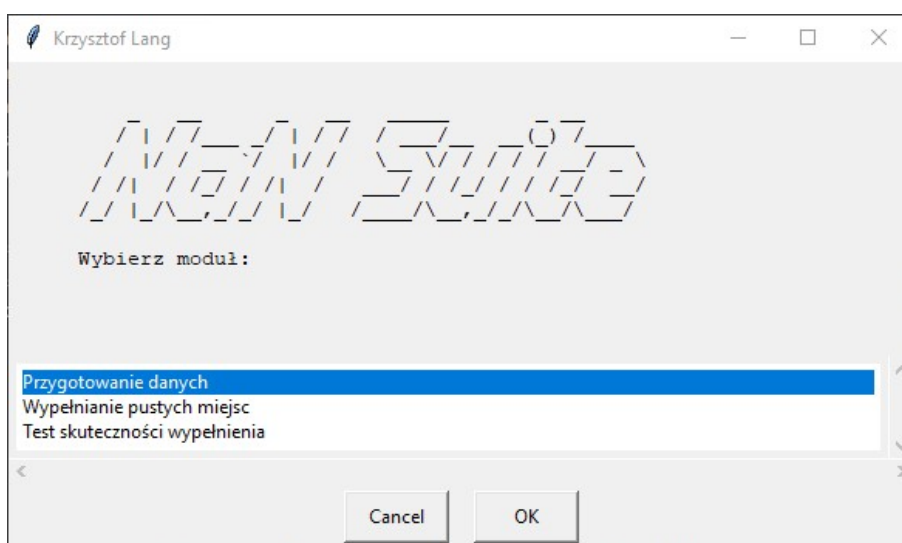 Krzysztof Lang
NaN Suite
Wybierz moduł:
Przygotowanie danych
Wypełnianie pustych miejsc
Test skuteczności wypełnienia
Cancel OK